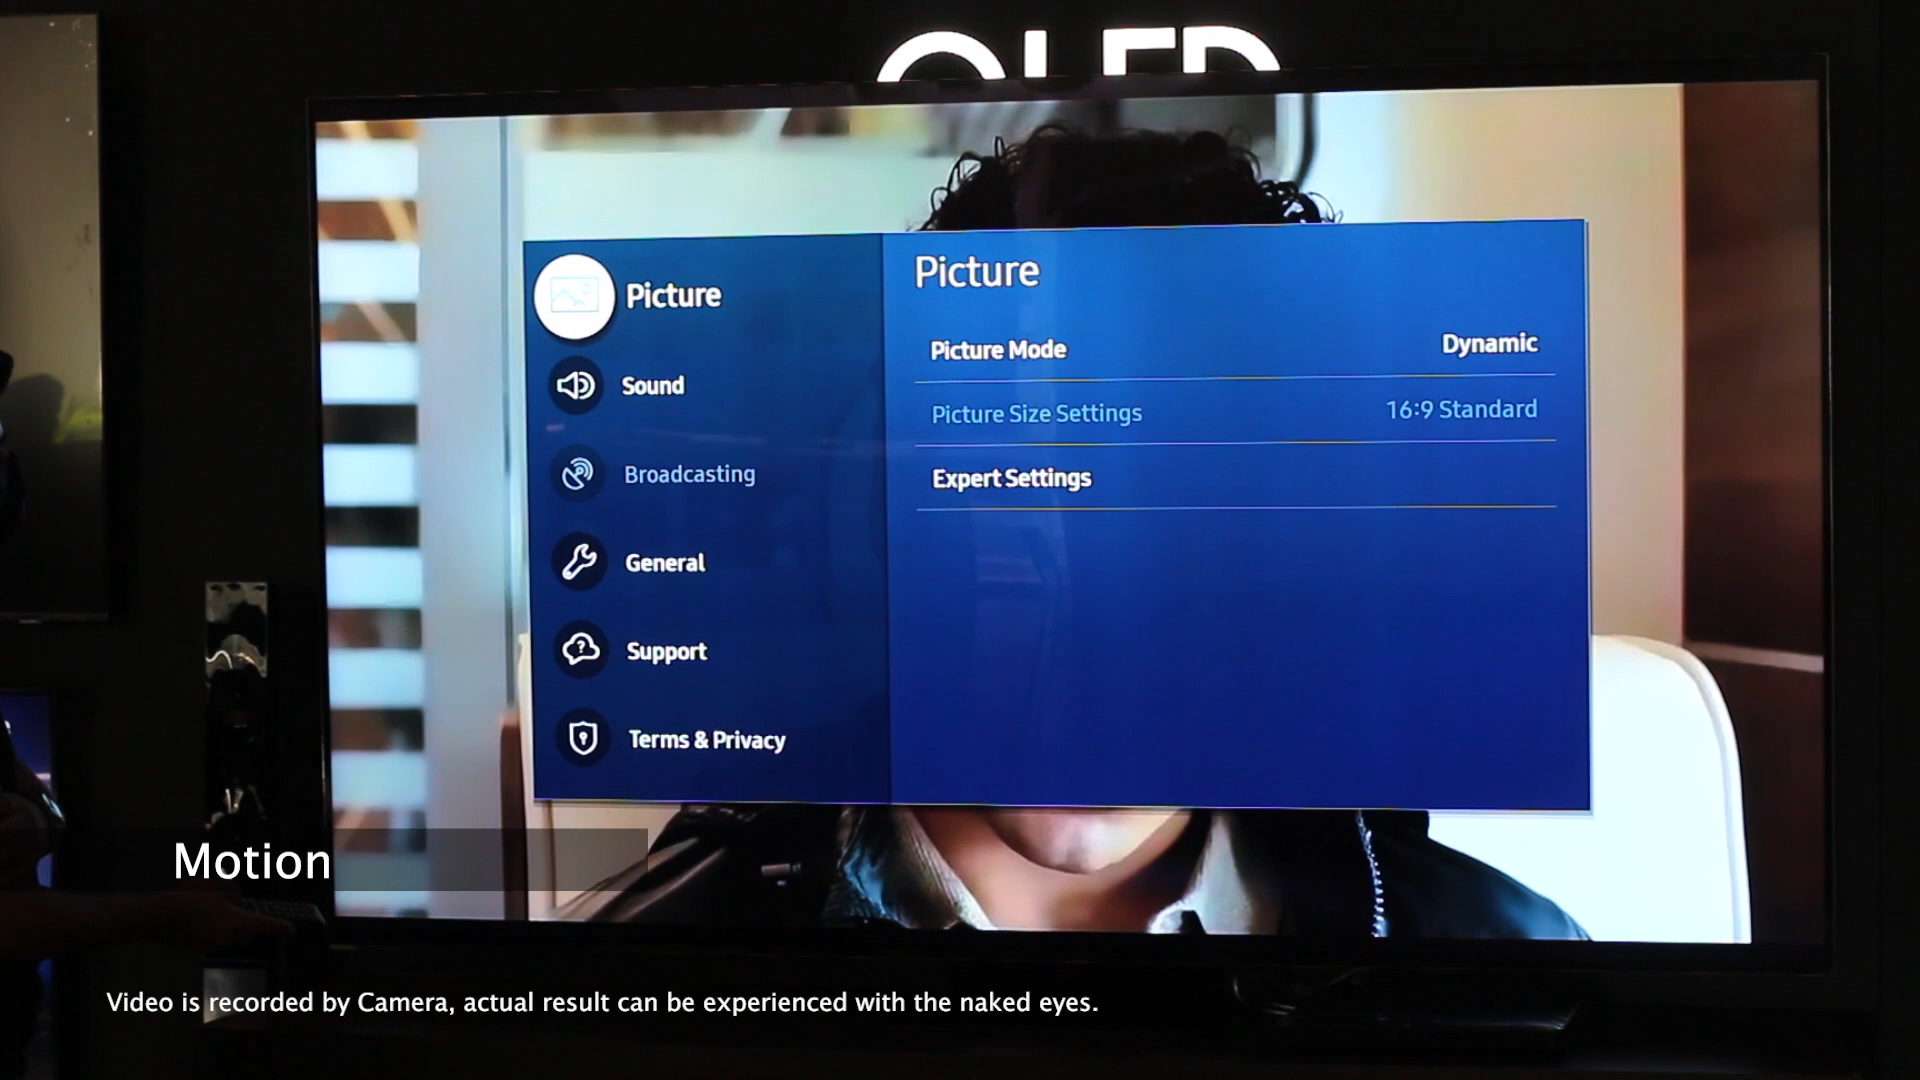 QLED
Picture
Sound
Broadcasting
General
Support
Terms & Privacy
Picture
Picture Mode Dynamic
Picture Size Settings 16:9 Standard
Expert Settings
Motion
Video is recorded by Camera, actual result can be experienced with the naked eyes.